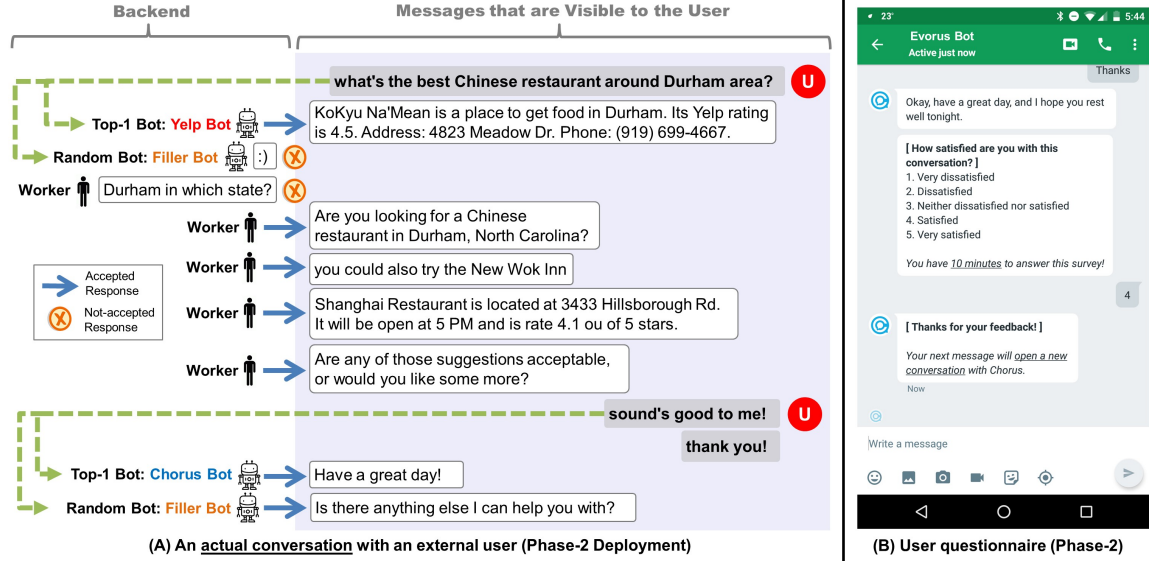 Backend
Messages that are Visible to the User
what's the best Chinese restaurant around Durham area?
U
Top-1 Bot: Yelp Bot
KoKyu Na'Mean is a place to get food in Durham. Its Yelp rating
is 4.5. Address: 4823 Meadow Dr. Phone: (919) 699-4667.
Random Bot: Filler Bot
:)
X
Worker
Durham in which state?
X
Worker
Are you looking for a Chinese
restaurant in Durham, North Carolina?
Worker
you could also try the New Wok Inn
Accepted
Response
X
Not-accepted
Response
Worker
Shanghai Restaurant is located at 3433 Hillsborough Rd.
It will be open at 5 PM and is rate 4.1 ou of 5 stars.
Worker
Are any of those suggestions acceptable,
or would you like some more?
sound's good to me!
U
thank you!
Top-1 Bot: Chorus Bot
Have a great day!
Random Bot: Filler Bot
Is there anything else I can help you with?
(A) An actual conversation with an external user (Phase-2 Deployment)
23°
5:44
Evorus Bot
Active just now
Thanks
Okay, have a great day, and I hope you rest
well tonight.
[ How satisfied are you with this
conversation? ]
1. Very dissatisfied
2. Dissatisfied
3. Neither dissatisfied nor satisfied
4. Satisfied
5. Very satisfied
You have 10 minutes to answer this survey!
4
[ Thanks for your feedback! ]
Your next message will open a new
conversation with Chorus.
Now
Write a message
(B) User questionnaire (Phase-2)